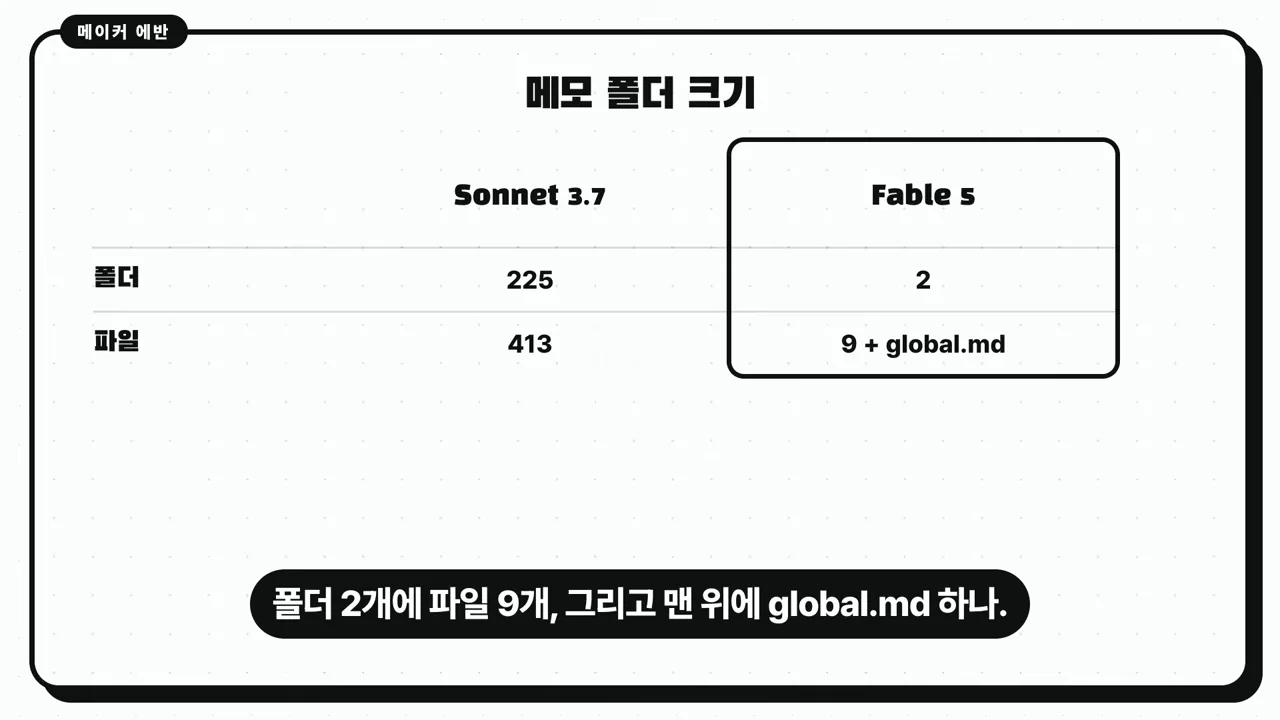 메이커 에반
메모 폴더 크기
Sonnet 3.7 Fable 5
폴더 225 2
파일 413 9 + global.md
폴더 2개에 파일 9개, 그리고 맨 위에 global.md 하나.